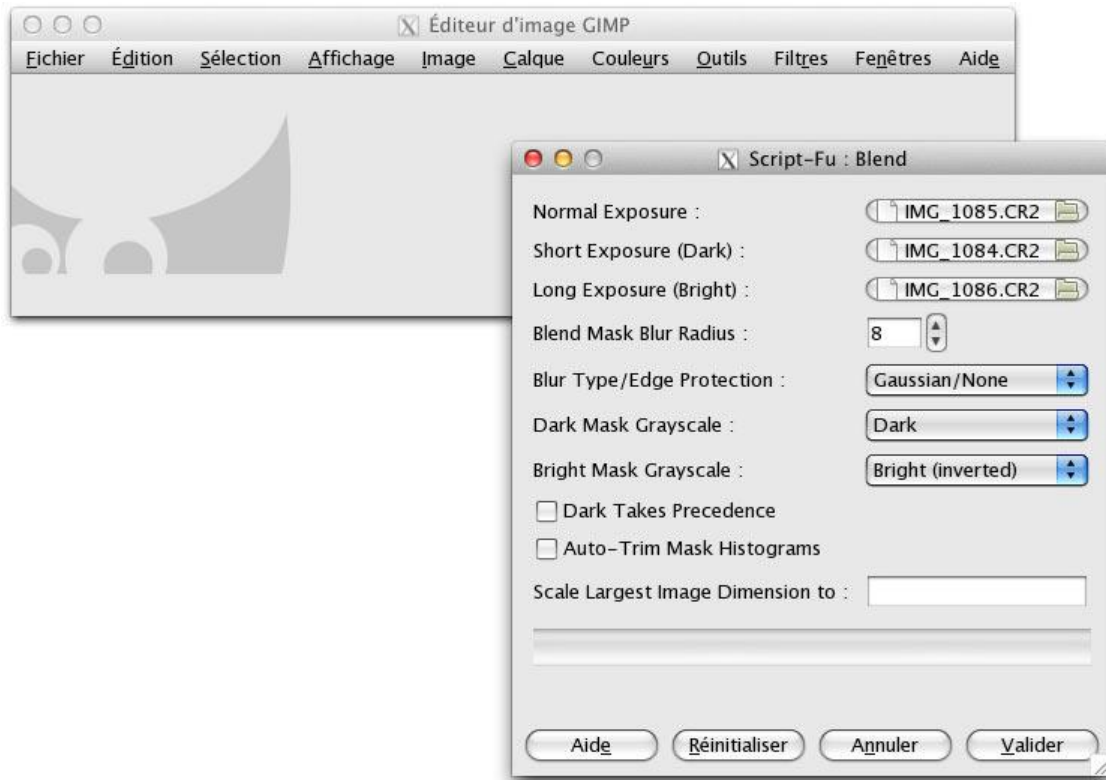 Éditeur d'image GIMP
Fichier Édition Sélection Affichage Image Calque Couleurs Outils Filtres Fenêtres Aide
Script-Fu : Blend
Normal Exposure : IMG_1085.CR2
Short Exposure (Dark) : IMG_1084.CR2
Long Exposure (Bright) : IMG_1086.CR2
Blend Mask Blur Radius : 8
Blur Type/Edge Protection : Gaussian/None
Dark Mask Grayscale : Dark
Bright Mask Grayscale : Bright (inverted)
Dark Takes Precedence
Auto-Trim Mask Histograms
Scale Largest Image Dimension to :
Aide Réinitialiser Annuler Valider